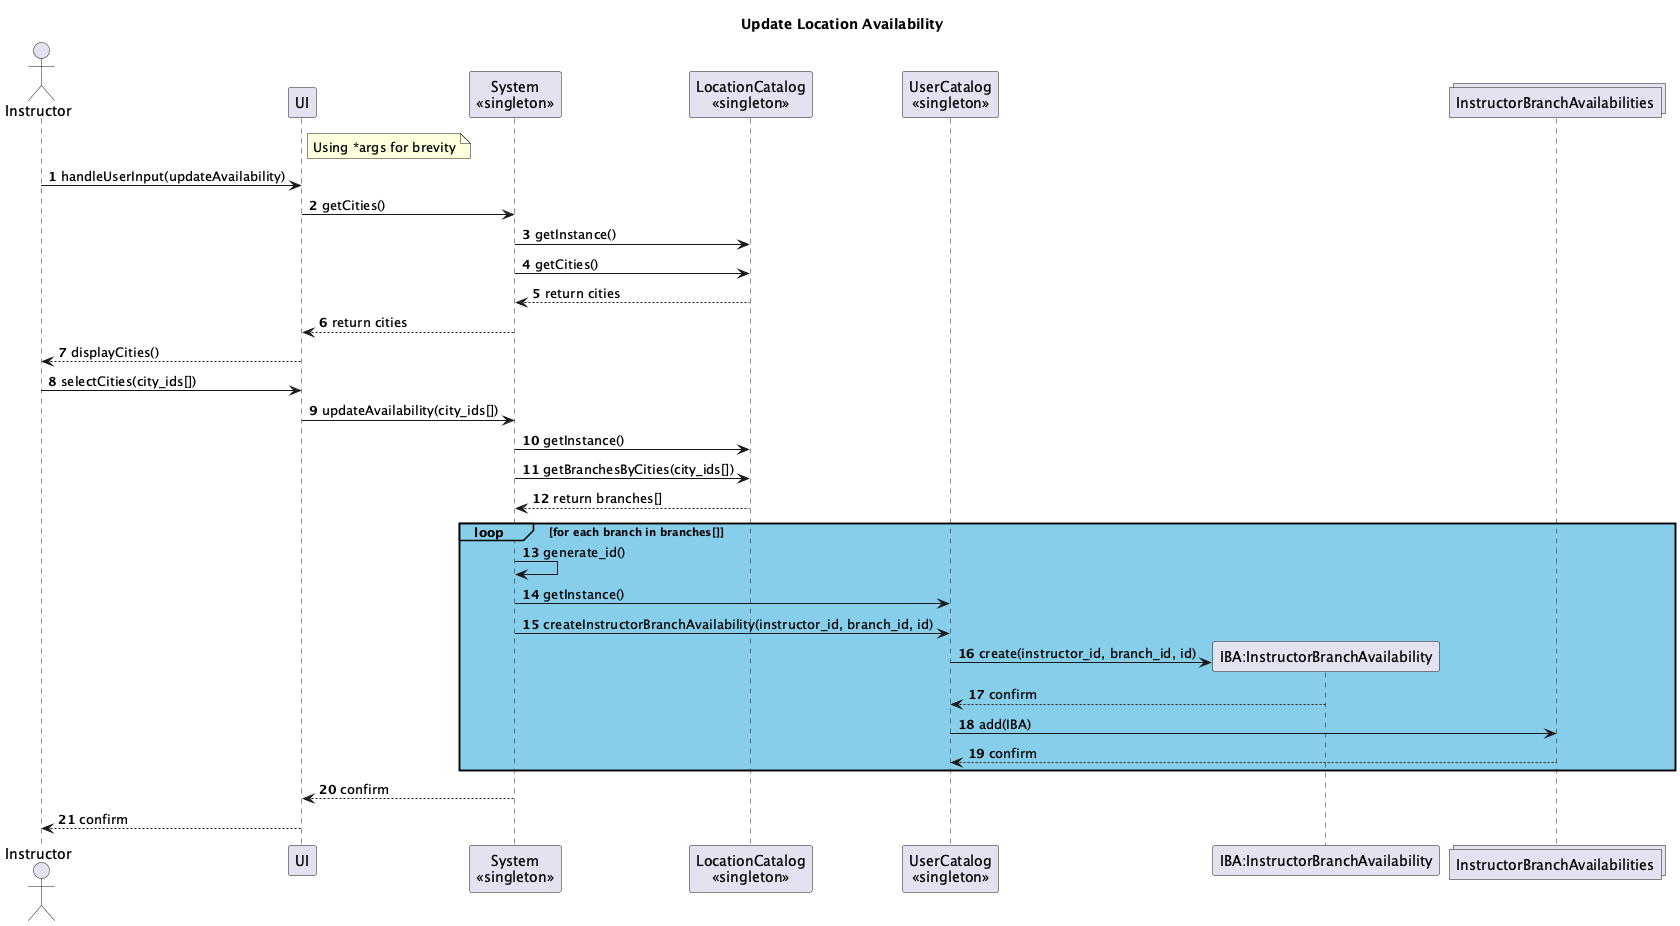 Update Location Availability
Instructor
UI
System
«singleton»
LocationCatalog
«singleton»
UserCatalog
«singleton»
InstructorBranchAvailabilities
Using *args for brevity
1 handleUserInput(updateAvailability)
2 getCities()
3 getInstance()
4 getCities()
5 return cities
6 return cities
7 displayCities()
8 selectCities(city_ids[])
9 updateAvailability(city_ids[])
10 getInstance()
11 getBranchesByCities(city_ids[])
12 return branches[]
loop [for each branch in branches[]]
13 generate_id()
14 getInstance()
15 createInstructorBranchAvailability(instructor_id, branch_id, id)
16 create(instructor_id, branch_id, id)
IBA:InstructorBranchAvailability
17 confirm
18 add(IBA)
19 confirm
20 confirm
21 confirm
Instructor
UI
System
«singleton»
LocationCatalog
«singleton»
UserCatalog
«singleton»
IBA:InstructorBranchAvailability
InstructorBranchAvailabilities